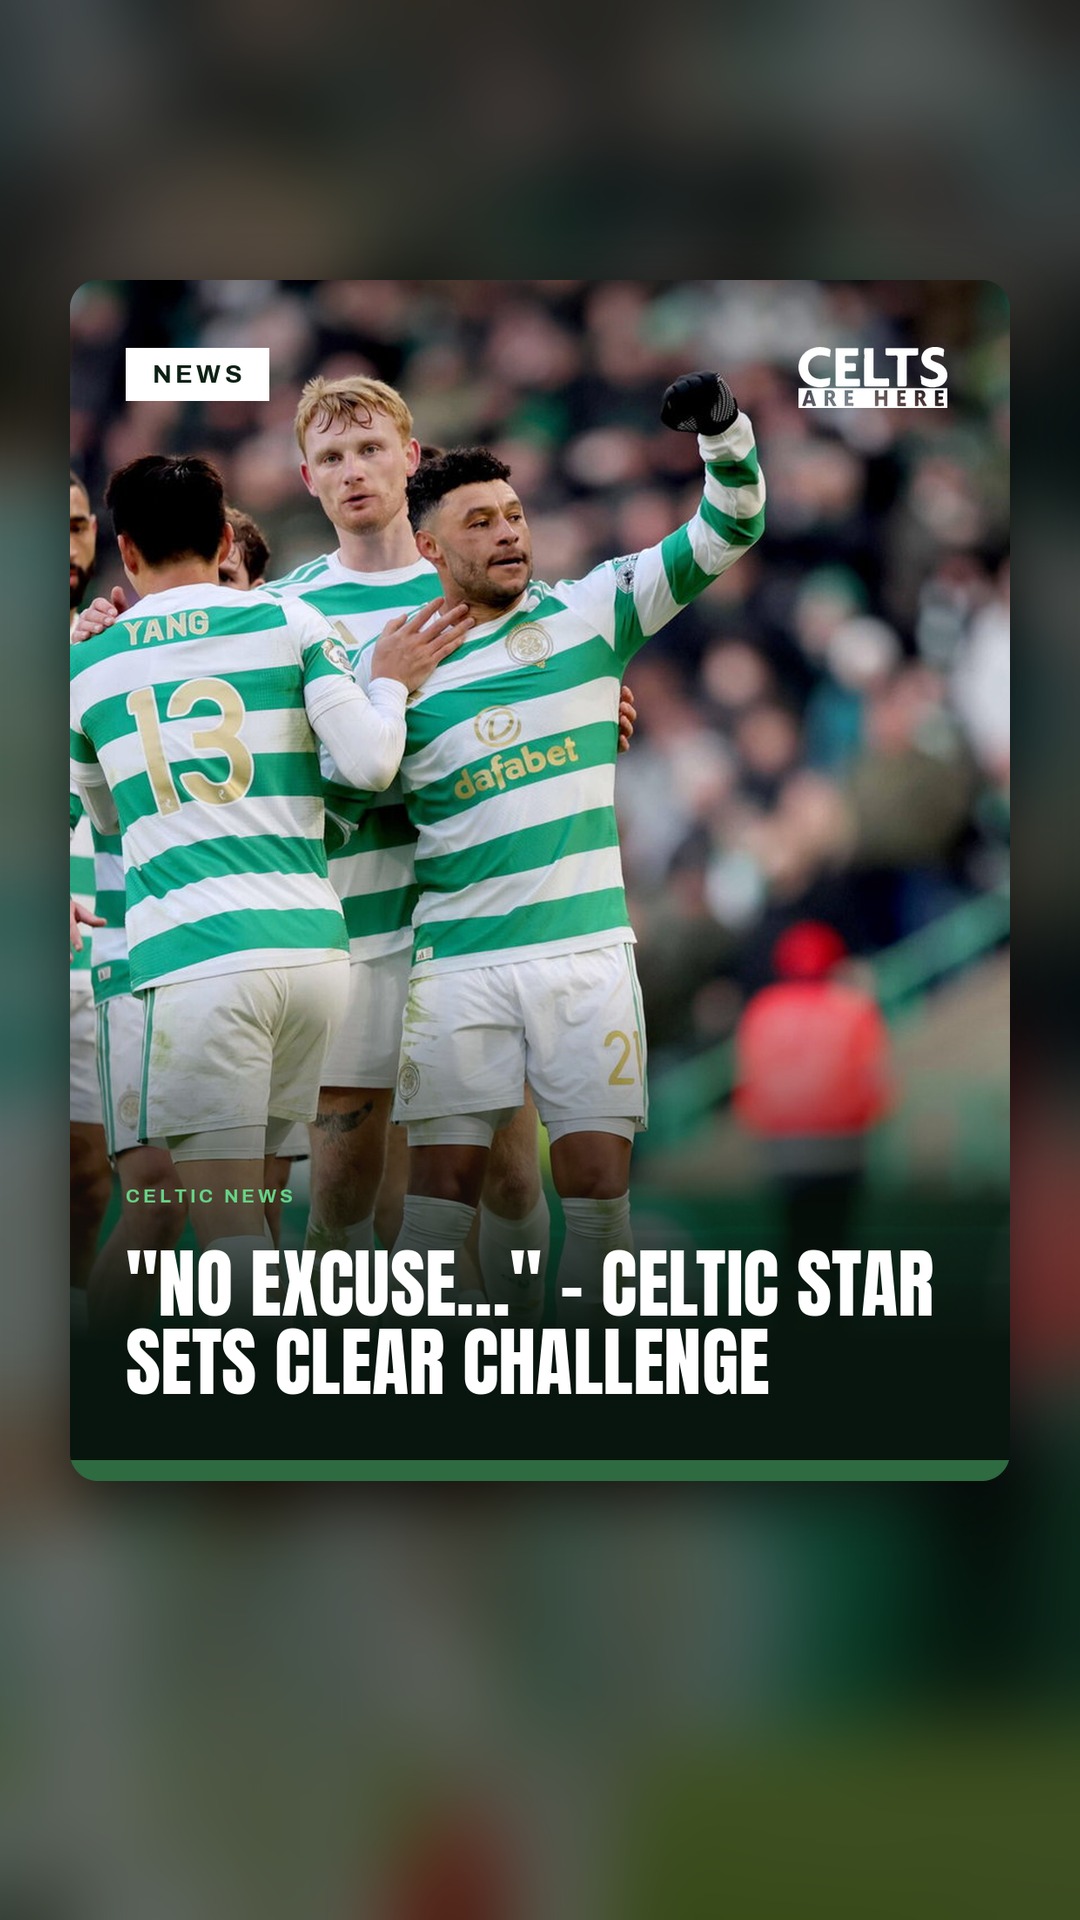 NEWS
CELTS
ARE HERE
YANG
13
dafabet
21
CELTIC NEWS
"NO EXCUSE..." - CELTIC STAR
SETS CLEAR CHALLENGE